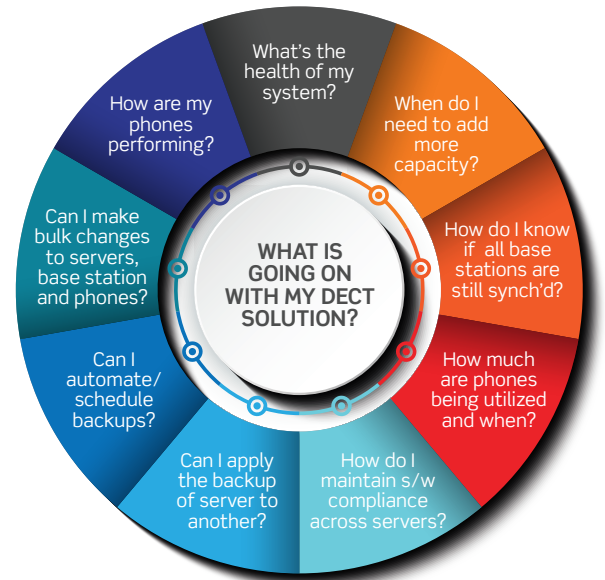 What's the
health of my
system?
When do I
need to add
more
capacity?
How do I know
if all base
stations are
still synch'd?
How much
are phones
being utilized
and when?
How do I
maintain s/w
compliance
across servers?
Can I apply
the backup
of server to
another?
Can I
automate/
schedule
backups?
Can I make
bulk changes
to servers,
base station
and phones?
How are my
phones
performing?
WHAT IS
GOING ON
WITH MY DECT
SOLUTION?